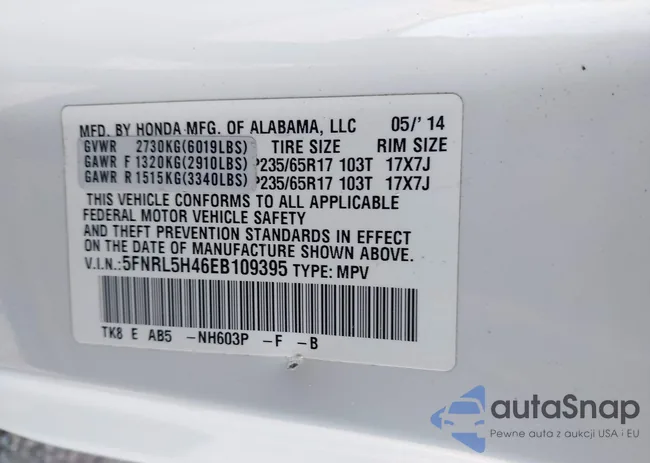 MFD. BY HONDA MFG. OF ALABAMA, LLC 05/' 14
GVWR 2730KG(6019LBS) TIRE SIZE RIM SIZE
GAWR F 1320KG(2910LBS) P235/65R17 103T 17X7J
GAWR R 1515KG(3340LBS) P235/65R17 103T 17X7J
THIS VEHICLE CONFORMS TO ALL APPLICABLE
FEDERAL MOTOR VEHICLE SAFETY
AND THEFT PREVENTION STANDARDS IN EFFECT
ON THE DATE OF MANUFACTURE SHOWN ABOVE.
V.I.N.:5FNRL5H46EB109395 TYPE: MPV
TK8 E AB5 -NH603P -F -B
autoSnap
Pewne auta z aukcji USA i EU